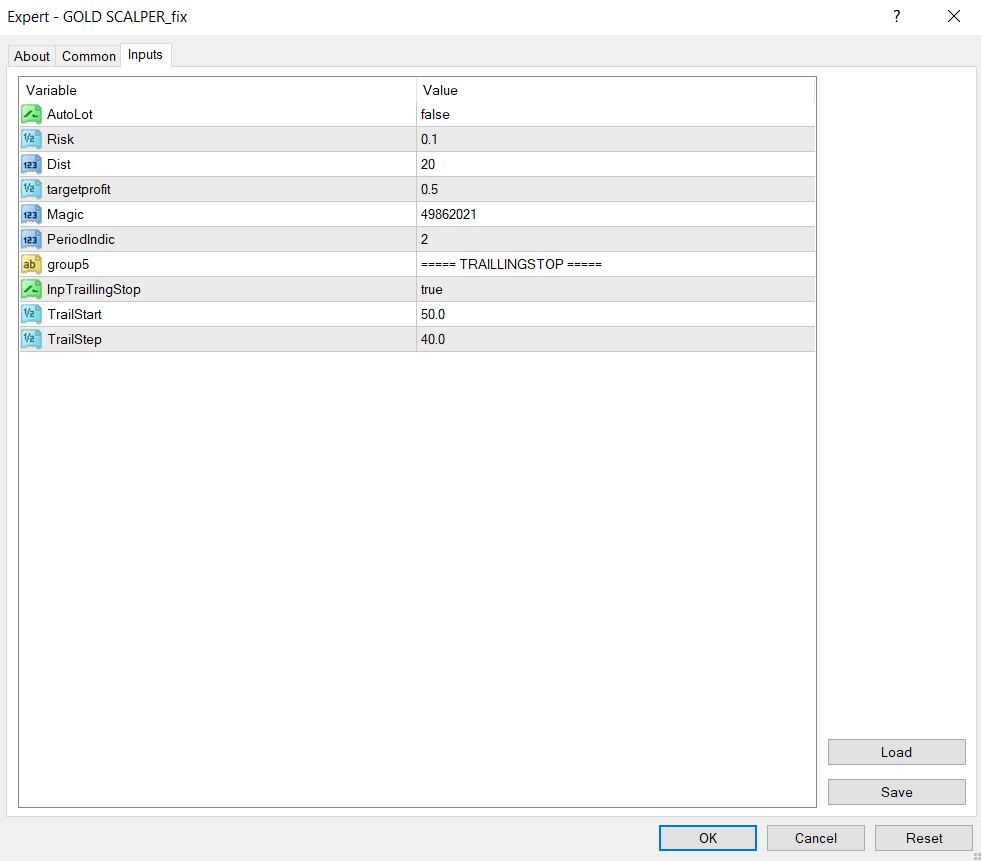 Expert - GOLD SCALPER_fix ?
About Common Inputs
Variable Value
AutoLot false
Risk 0.1
Dist 20
targetprofit 0.5
Magic 49862021
PeriodIndic 2
group5 ===== TRAILLINGSTOP =====
InpTraillingStop true
TrailStart 50.0
TrailStep 40.0
Load
Save
OK Cancel Reset